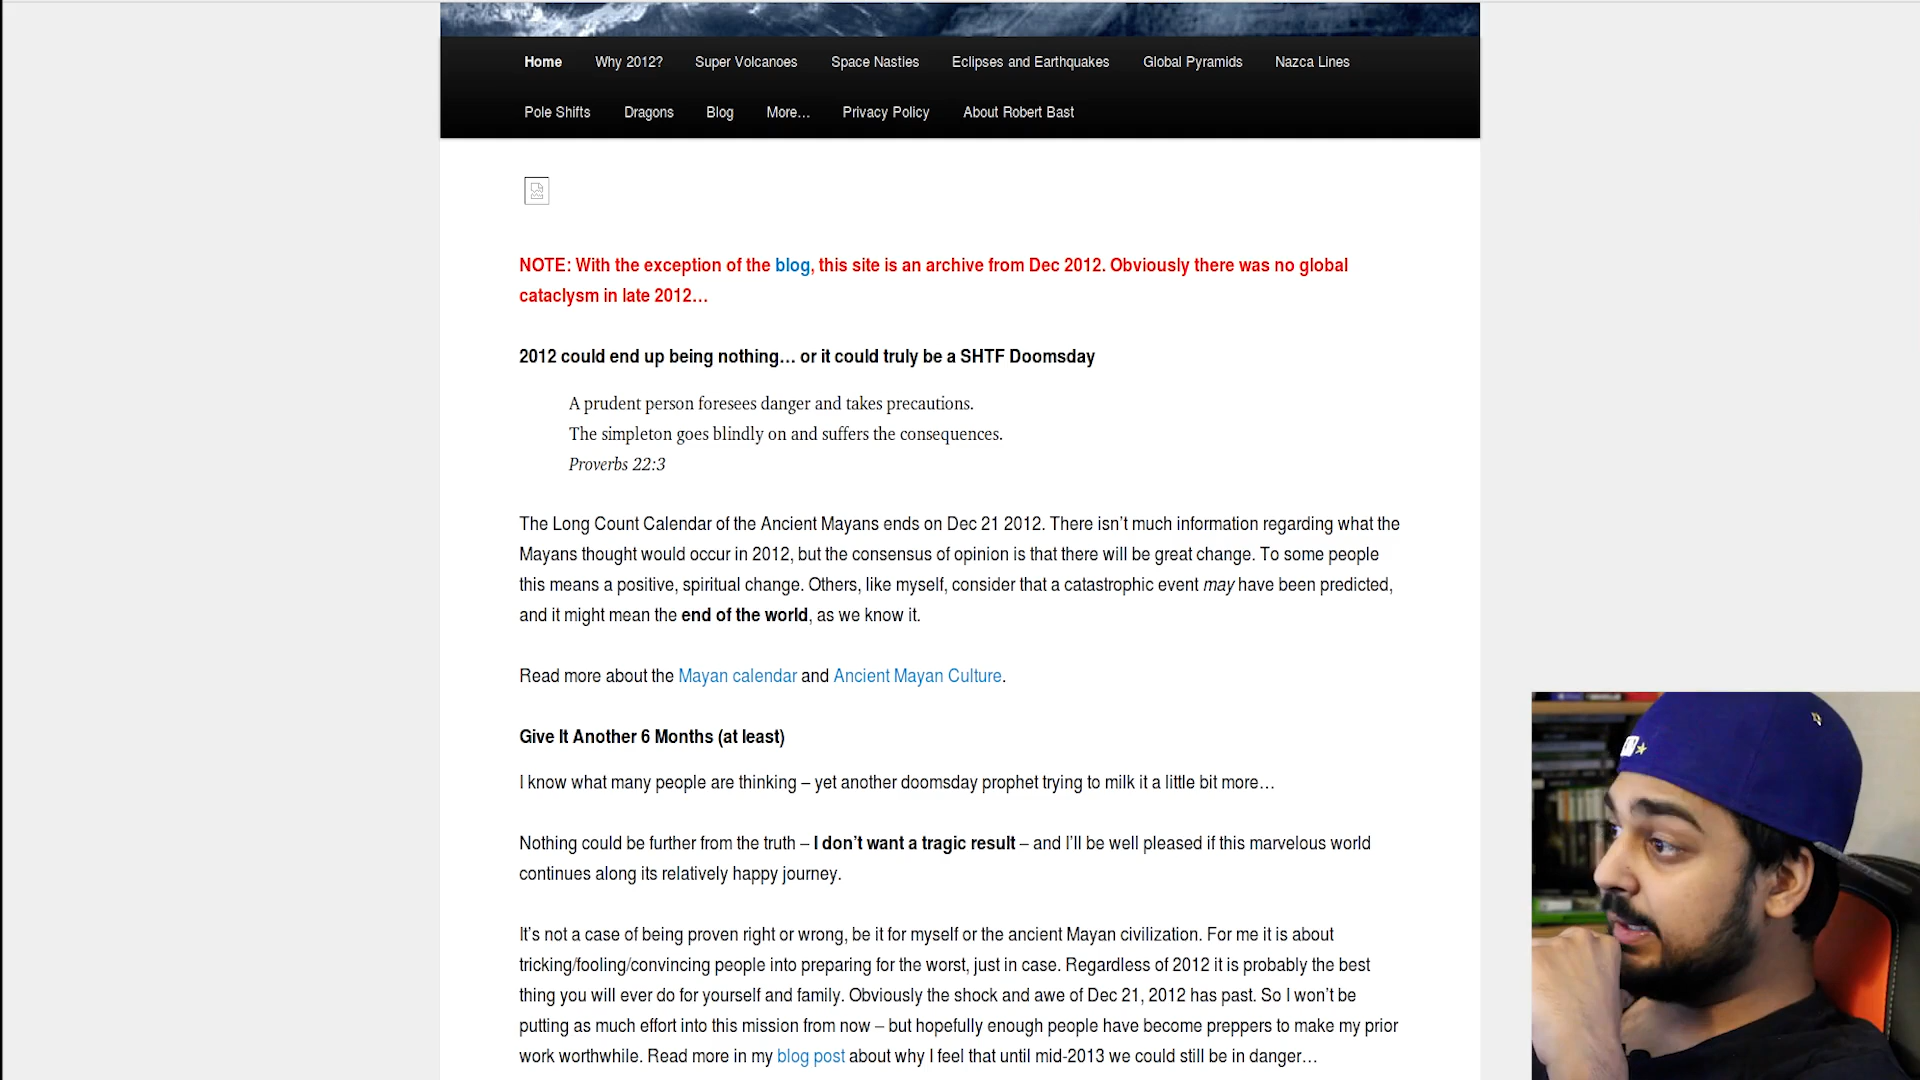 Home Why 2012? Super Volcanoes Space Nasties Eclipses and Earthquakes Global Pyramids Nazca Lines
Pole Shifts Dragons Blog More... Privacy Policy About Robert Bast
NOTE: With the exception of the blog, this site is an archive from Dec 2012. Obviously there was no global
cataclysm in late 2012…
2012 could end up being nothing… or it could truly be a SHTF Doomsday
A prudent person foresees danger and takes precautions.
The simpleton goes blindly on and suffers the consequences.
Proverbs 22:3
The Long Count Calendar of the Ancient Mayans ends on Dec 21 2012. There isn’t much information regarding what the
Mayans thought would occur in 2012, but the consensus of opinion is that there will be great change. To some people
this means a positive, spiritual change. Others, like myself, consider that a catastrophic event may have been predicted,
and it might mean the end of the world, as we know it.
Read more about the Mayan calendar and Ancient Mayan Culture.
Give It Another 6 Months (at least)
I know what many people are thinking – yet another doomsday prophet trying to milk it a little bit more…
Nothing could be further from the truth – I don’t want a tragic result – and I’ll be well pleased if this marvelous world
continues along its relatively happy journey.
It’s not a case of being proven right or wrong, be it for myself or the ancient Mayan civilization. For me it is about
tricking/fooling/convincing people into preparing for the worst, just in case. Regardless of 2012 it is probably the best
thing you will ever do for yourself and family. Obviously the shock and awe of Dec 21, 2012 has past. So I won’t be
putting as much effort into this mission from now – but hopefully enough people have become preppers to make my prior
work worthwhile. Read more in my blog post about why I feel that until mid-2013 we could still be in danger…